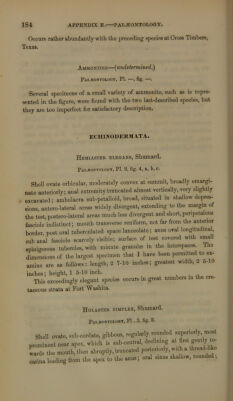 184 APPENDIX E.—PALÆONTOLOGY.
Occurs rather abundantly with the preceding species at Cross Timbers,
Texas.
AMMONITES—(undetermined.)
PALÆONTOLOGY, Pl. —, fig. —.
Several specimens of a small variety of ammonite, such as is repre-
sented in the figure, were found with the two last-described species, but
they are too imperfect for satisfactory description.
ECHINODERMATA.
HEMIASTER ELEGANS, Shumard.
PALÆONTOLOGY, Pl. 2, fig. 4, a, b, c.
Shell ovate orbicular, moderately convex at summit, broadly emargi-
nate anteriorly; anal extremity truncated almost vertically, very slightly
excavated; ambulacra sub-petaloid, broad, situated in shallow depres-
sions, antero-lateral areas widely divergent, extending to the margin of
the test, postero-lateral areas much less divergent and short, peripetalous
fasciole indistinct; mouth transverse reniform, not far from the anterior
border, post oral tuberculated space lanceolate; anus oval longitudinal,
sub anal fasciole scarcely visible; surface of test covered with small
spinigerous tubercles, with minute granules in the interspaces. The
dimensions of the largest specimen that I have been permitted to ex-
amine are as follows: length, 2 7-10 inches; greatest width, 2 5-10
inches; height, 1 5-10 inch.
This exceedingly elegant species occurs in great numbers in the cre-
taceous strata at Fort Washita.
HOLASTER SIMPLEX, Shumard.
PALÆONTOLOGY, Pl. 3, fig. 2.
Shell ovate, sub-cordate, gibbous, regularly rounded superiorly, most
prominent near apex, which is sub-central, declining at first gently to-
wards the mouth, then abruptly, truncated posteriorly, with a thread-like
carina leading from the apex to the anus; oral sinus shallow, rounded;